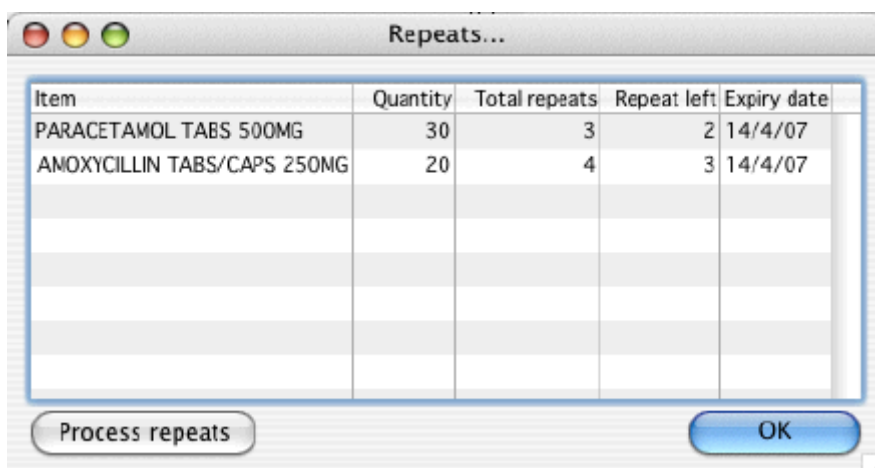 Repeats...
Item Quantity Total repeats Repeat left Expiry date
PARACETAMOL TABS 500MG 30 3 2 14/4/07
AMOXYCILLIN TABS/CAPS 250MG 20 4 3 14/4/07
Process repeats OK